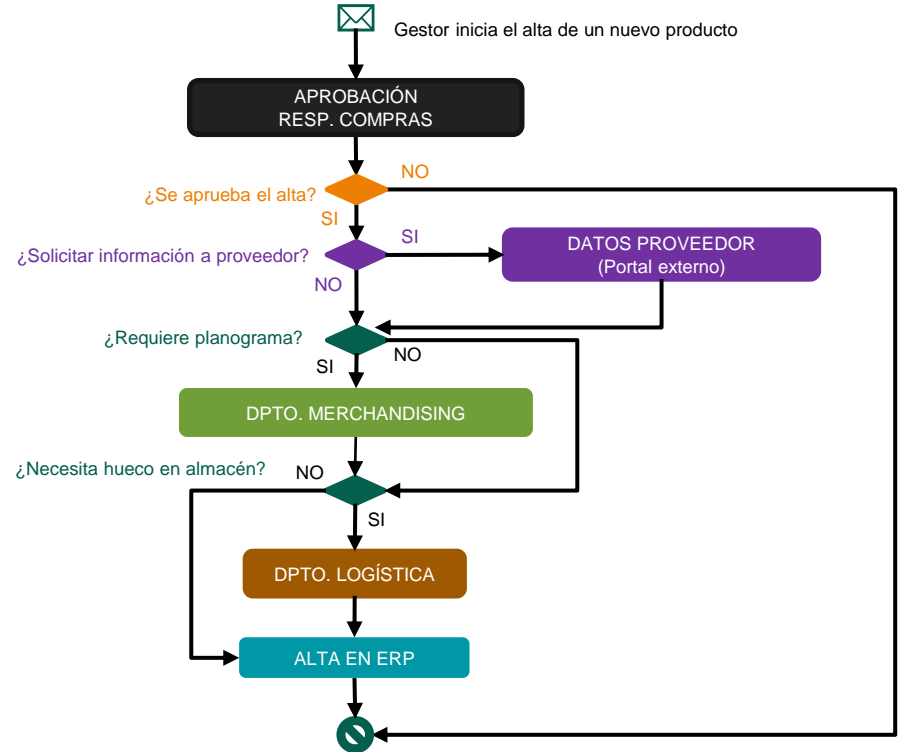 Gestor inicia el alta de un nuevo producto
APROBACIÓN
RESP. COMPRAS
NO
¿Se aprueba el alta?
SI
¿Solicitar información a proveedor?
SI
DATOS PROVEEDOR
(Portal externo)
NO
¿Requiere planograma?
NO
SI
DPTO. MERCHANDISING
¿Necesita hueco en almacén?
NO
SI
DPTO. LOGÍSTICA
ALTA EN ERP